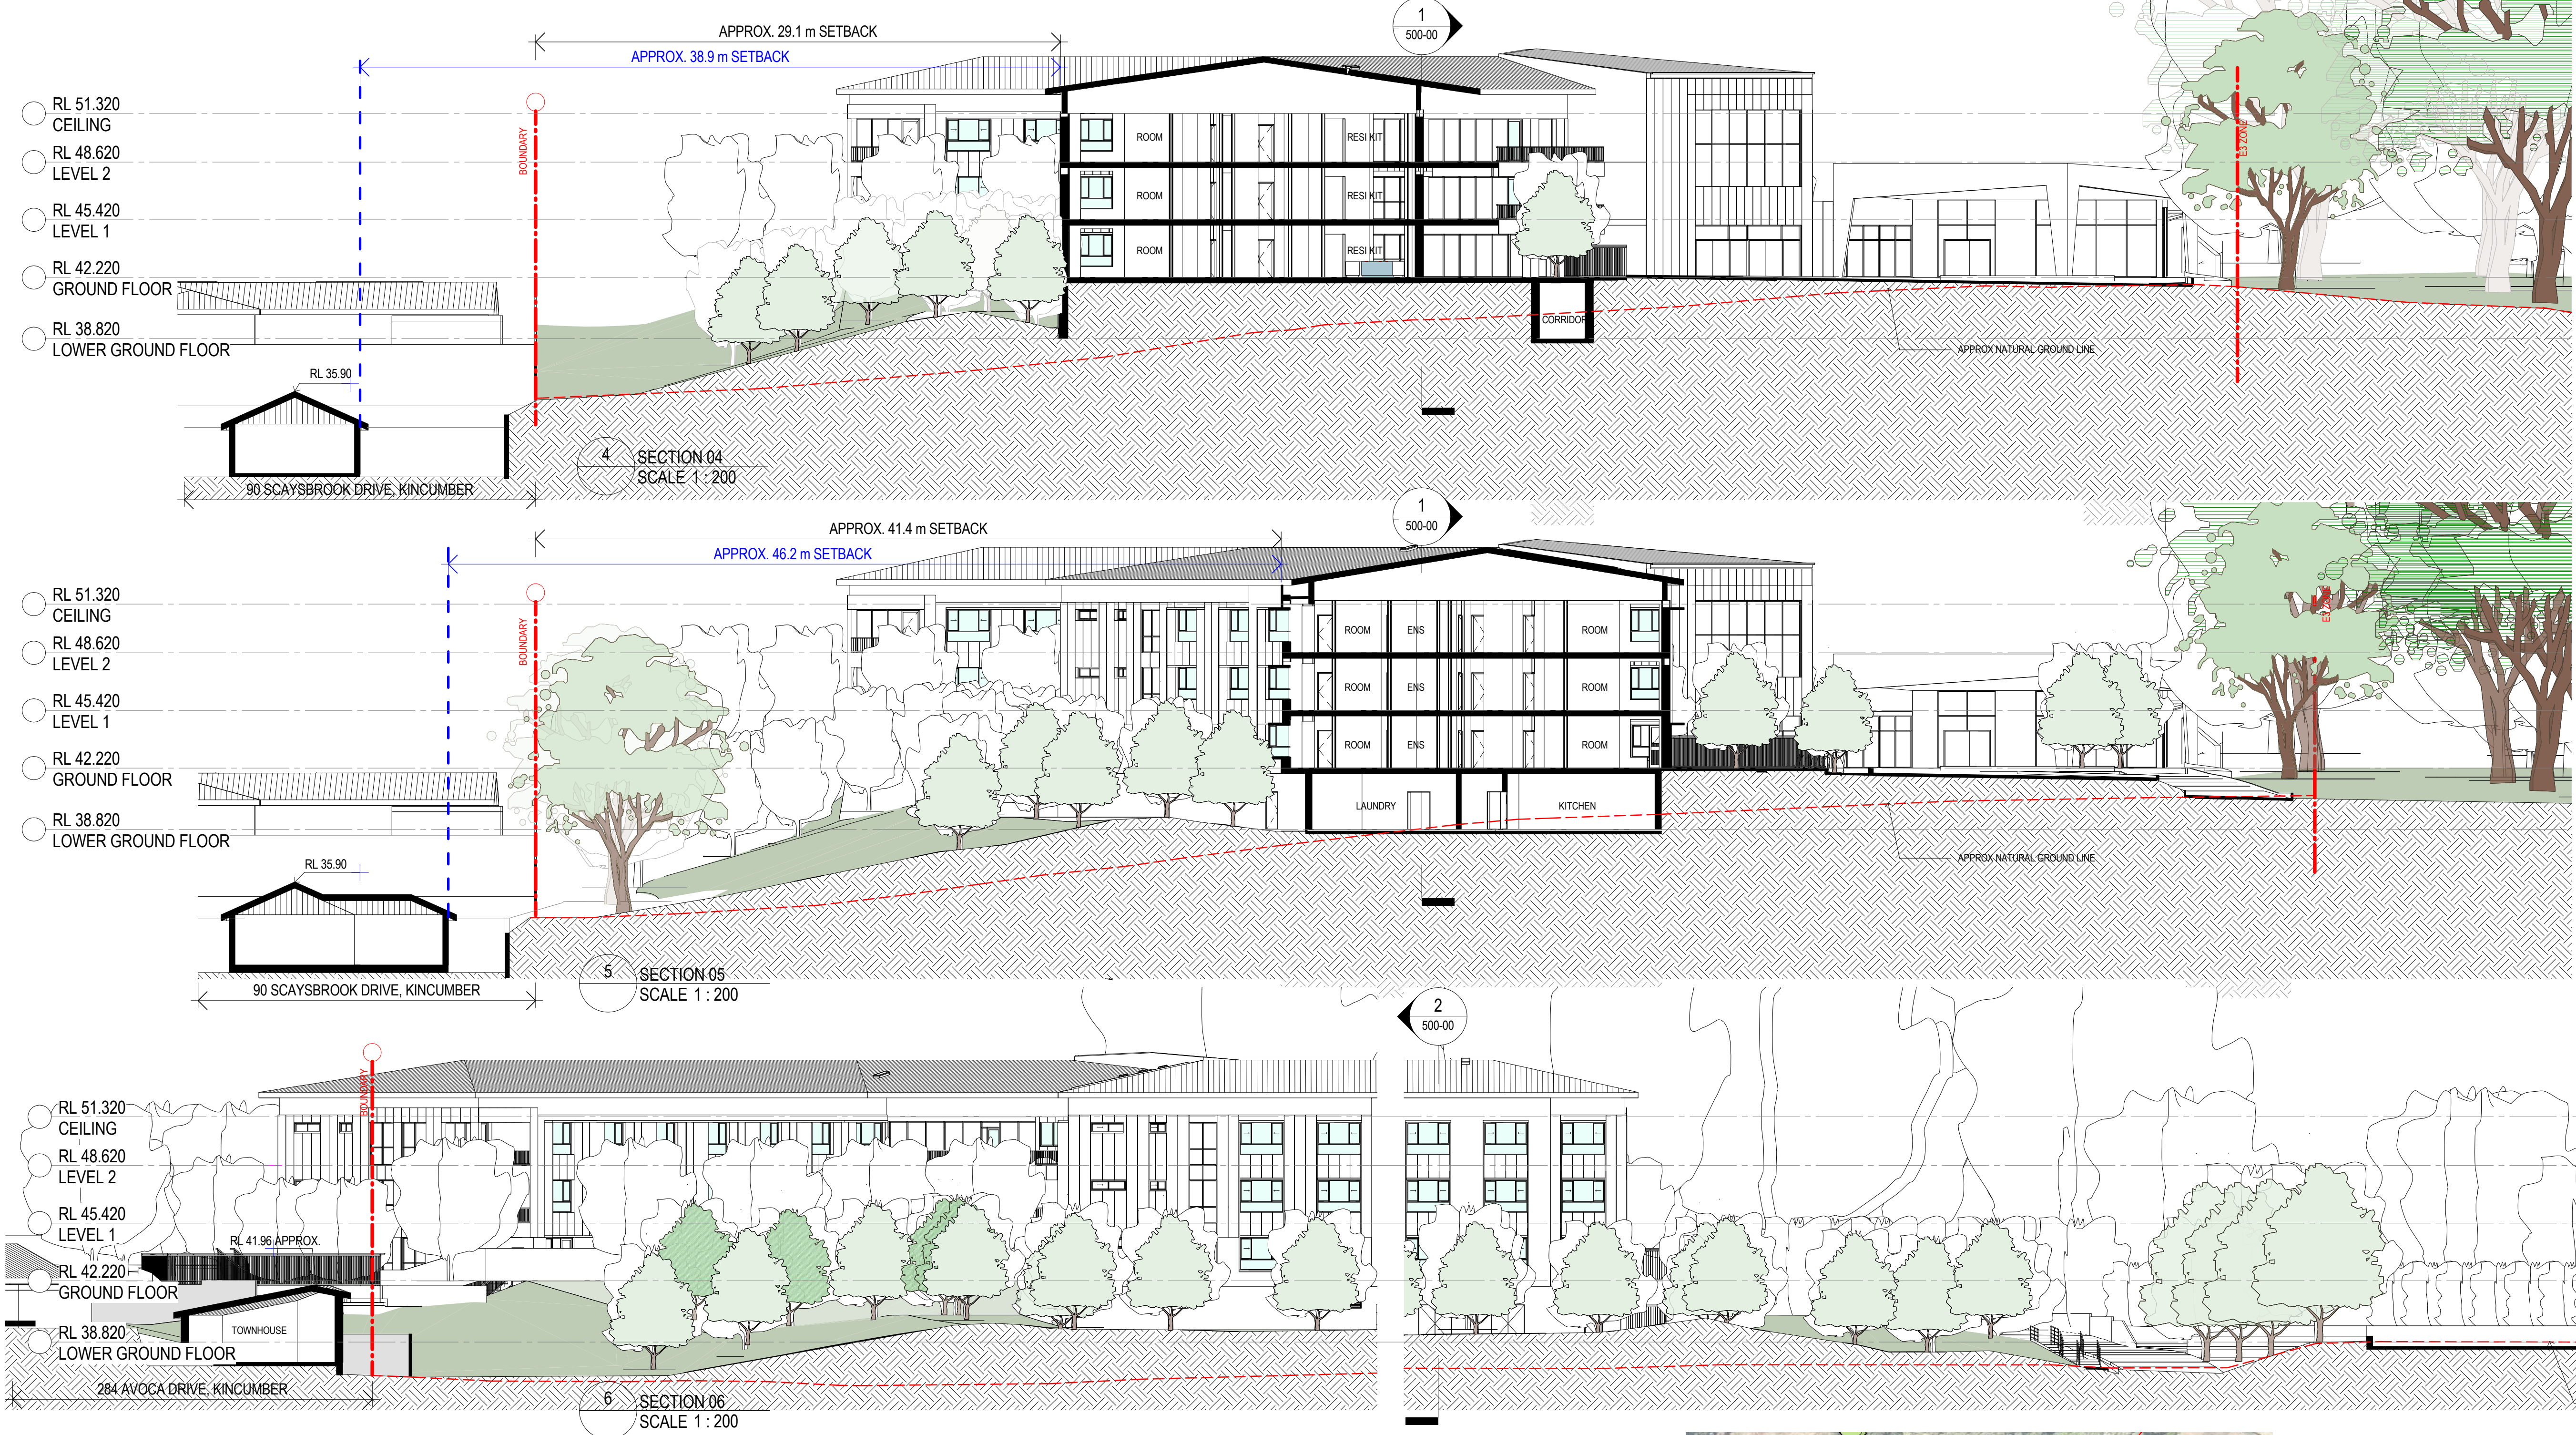 1
500-00
APPROX. 29.1 m SETBACK
APPROX. 38.9 m SETBACK
RL 51.320
CEILING
RL 48.620
LEVEL 2
RL 45.420
LEVEL 1
RL 42.220
GROUND FLOOR
RL 38.820
LOWER GROUND FLOOR
BOUNDARY
ROOM
RESI KIT
ROOM
RESI KIT
ROOM
RESI KIT
CORRIDOR
E3 ZONE
APPROX NATURAL GROUND LINE
RL 35.90
90 SCAYSBROOK DRIVE, KINCUMBER
4
SECTION 04
SCALE 1 : 200
1
500-00
APPROX. 41.4 m SETBACK
APPROX. 46.2 m SETBACK
RL 51.320
CEILING
RL 48.620
LEVEL 2
RL 45.420
LEVEL 1
RL 42.220
GROUND FLOOR
RL 38.820
LOWER GROUND FLOOR
BOUNDARY
ROOM ENS ROOM
ROOM ENS ROOM
ROOM ENS ROOM
LAUNDRY KITCHEN
E3 ZONE
APPROX NATURAL GROUND LINE
RL 35.90
90 SCAYSBROOK DRIVE, KINCUMBER
5
SECTION 05
SCALE 1 : 200
2
500-00
BOUNDARY
RL 51.320
CEILING
RL 48.620
LEVEL 2
RL 45.420
LEVEL 1
RL 41.96 APPROX.
RL 42.220
GROUND FLOOR
TOWNHOUSE
RL 38.820
LOWER GROUND FLOOR
284 AVOCA DRIVE, KINCUMBER
6
SECTION 06
SCALE 1 : 200